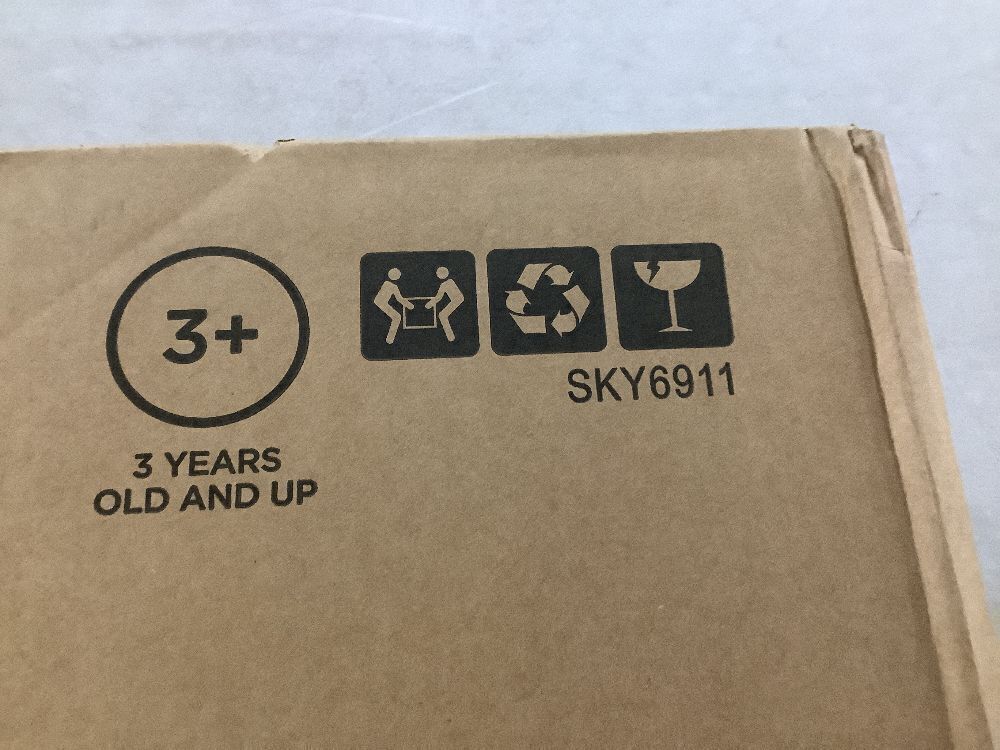 3+
3 YEARS
OLD AND UP
SKY6911